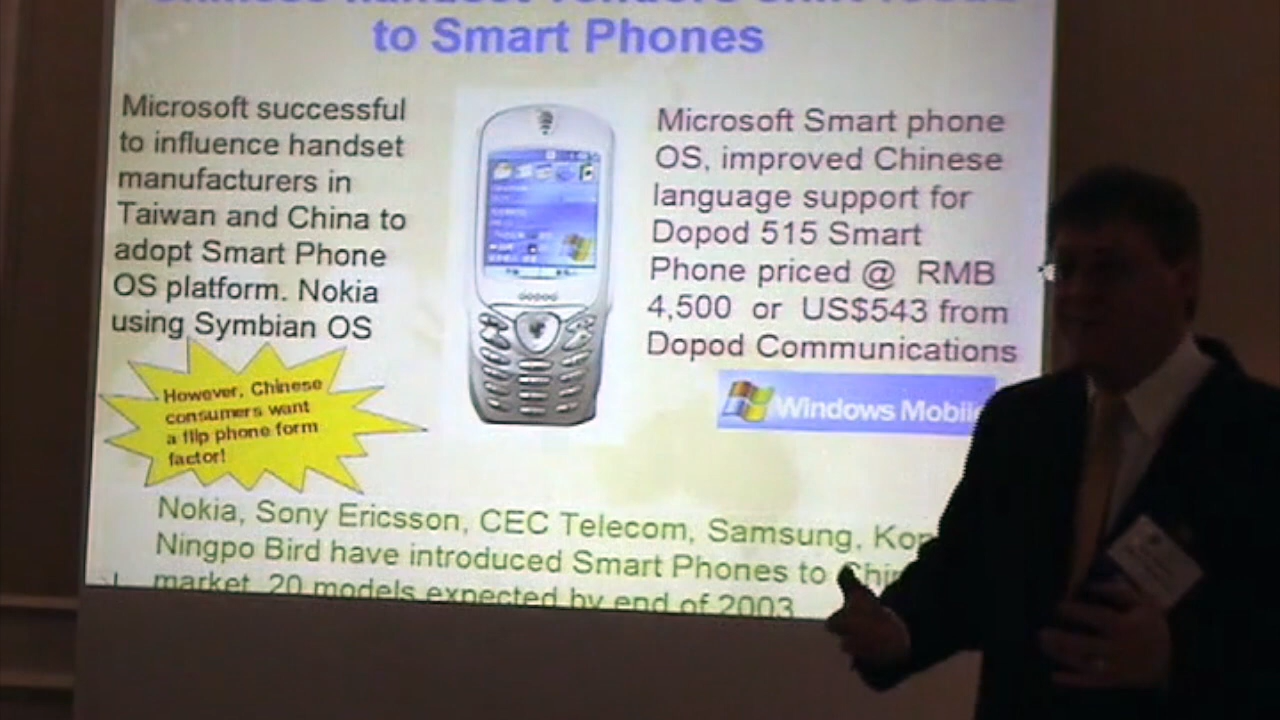 to Smart Phones
Microsoft successful
to influence handset
manufacturers in
Taiwan and China to
adopt Smart Phone
OS platform. Nokia
using Symbian OS
However, Chinese
consumers want
a flip phone form
factor!
dopod
Microsoft Smart phone
OS, improved Chinese
language support for
Dopod 515 Smart
Phone priced @ RMB
4,500 or US$543 from
Dopod Communications
Windows Mobile
Nokia, Sony Ericsson, CEC Telecom, Samsung,
Ningpo Bird have introduced Smart Phones to
market. 20 models expected by end of 2003